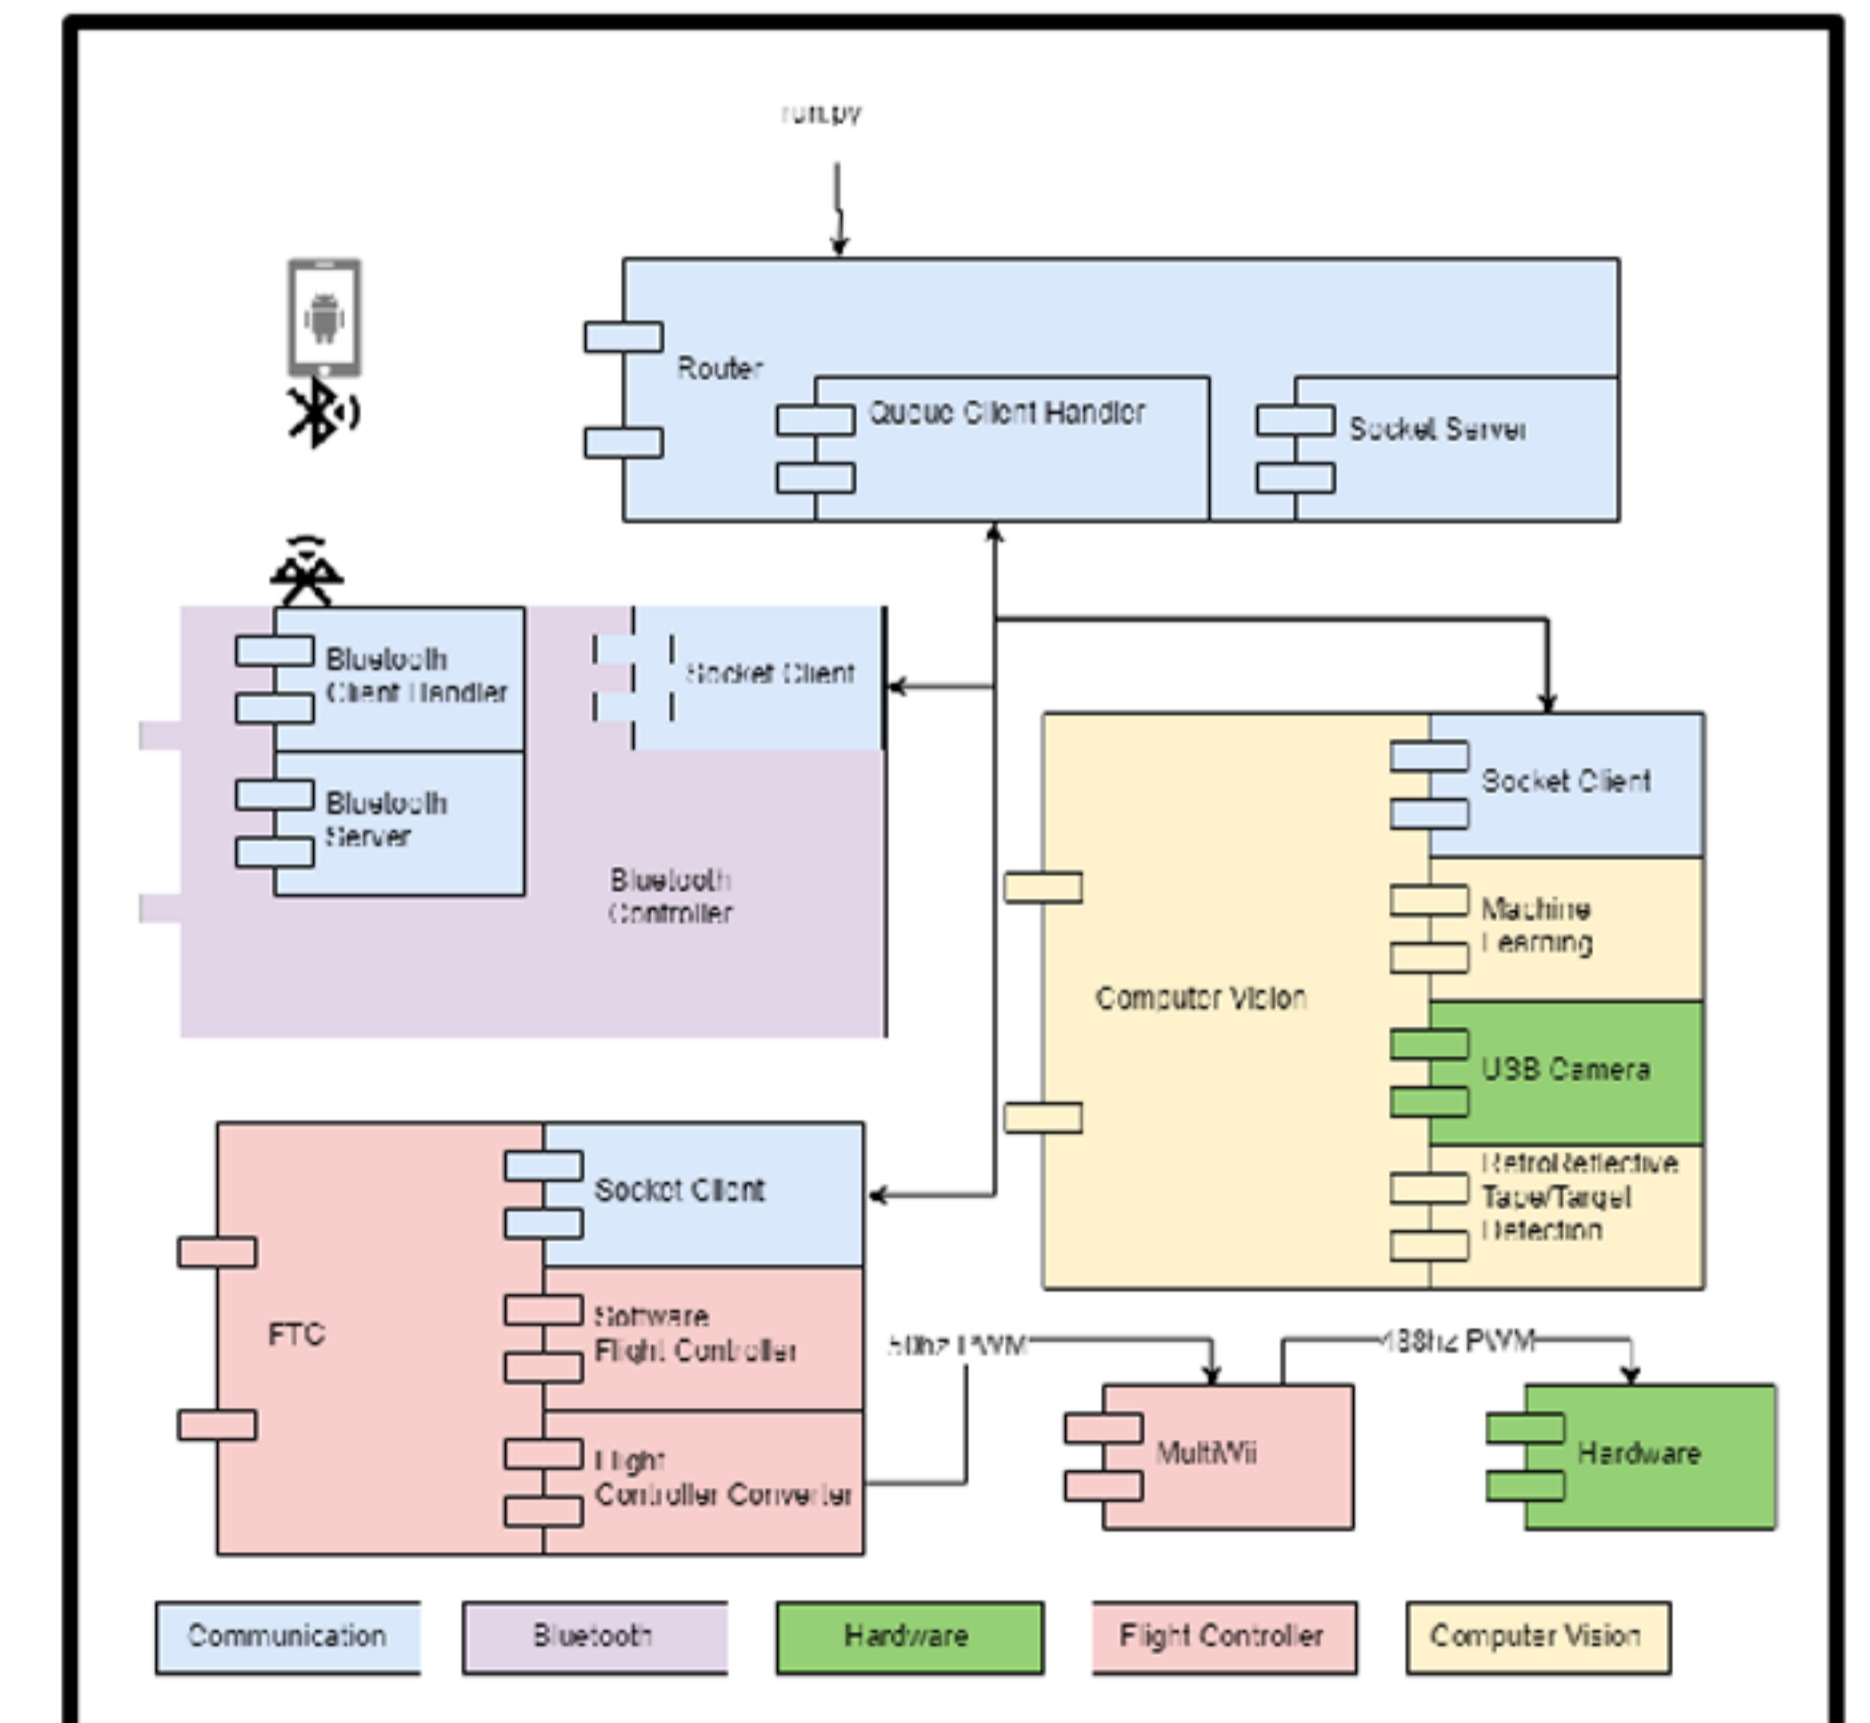 run.py
Router
Queue Client Handler
Socket Server
Bluetooth
Client Handler
Socket Client
Bluetooth
Server
Bluetooth
Controller
Socket Client
Machine
Learning
Computer Vision
USB Camera
RetroReflective
Tape/Target
Detection
Socket Client
FTC
Software
Flight Controller
Flight
Controller Converter
50hz PWM
488hz PWM
MultiWii
Hardware
Communication
Bluetooth
Hardware
Flight Controller
Computer Vision